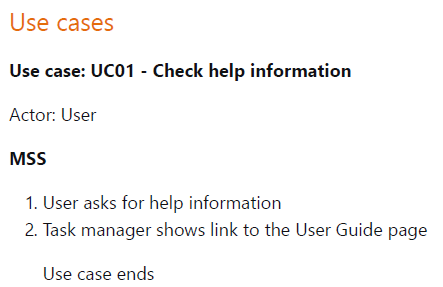 Use cases
Use case: UC01 - Check help information
Actor: User
MSS
1. User asks for help information
2. Task manager shows link to the User Guide page
Use case ends